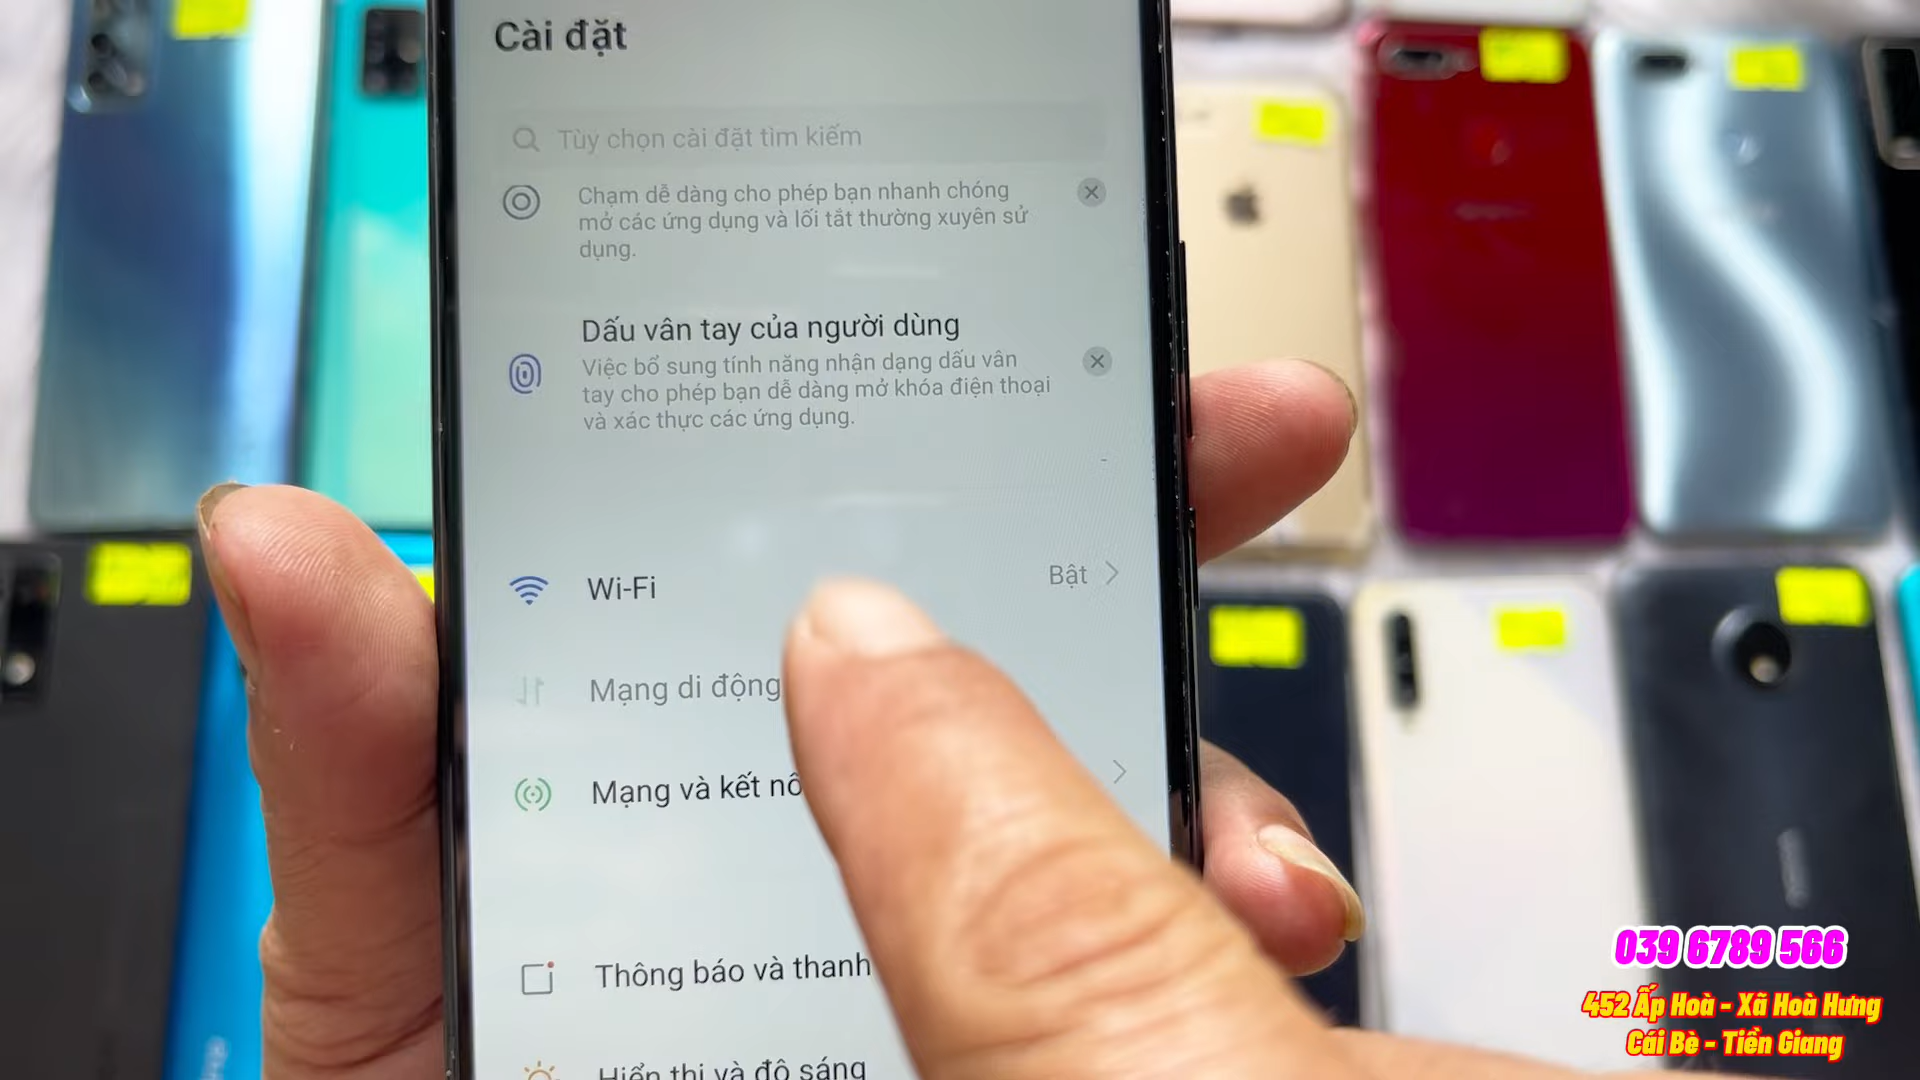 Cài đặt
Tùy chọn cài đặt tìm kiếm
Chạm dễ dàng cho phép bạn nhanh chóng
mở các ứng dụng và lối tắt thường xuyên sử
dụng.
Dấu vân tay của người dùng
Việc bổ sung tính năng nhận dạng dấu vân
tay cho phép bạn dễ dàng mở khóa điện thoại
và xác thực các ứng dụng.
Wi-Fi
Bật
Mạng di động
Mạng và kết nố
Thông báo và thanh
Hiển thị và độ sáng
039 6789 566
452 Ấp Hoà - Xã Hoà Hưng
Cái Bè - Tiền Giang